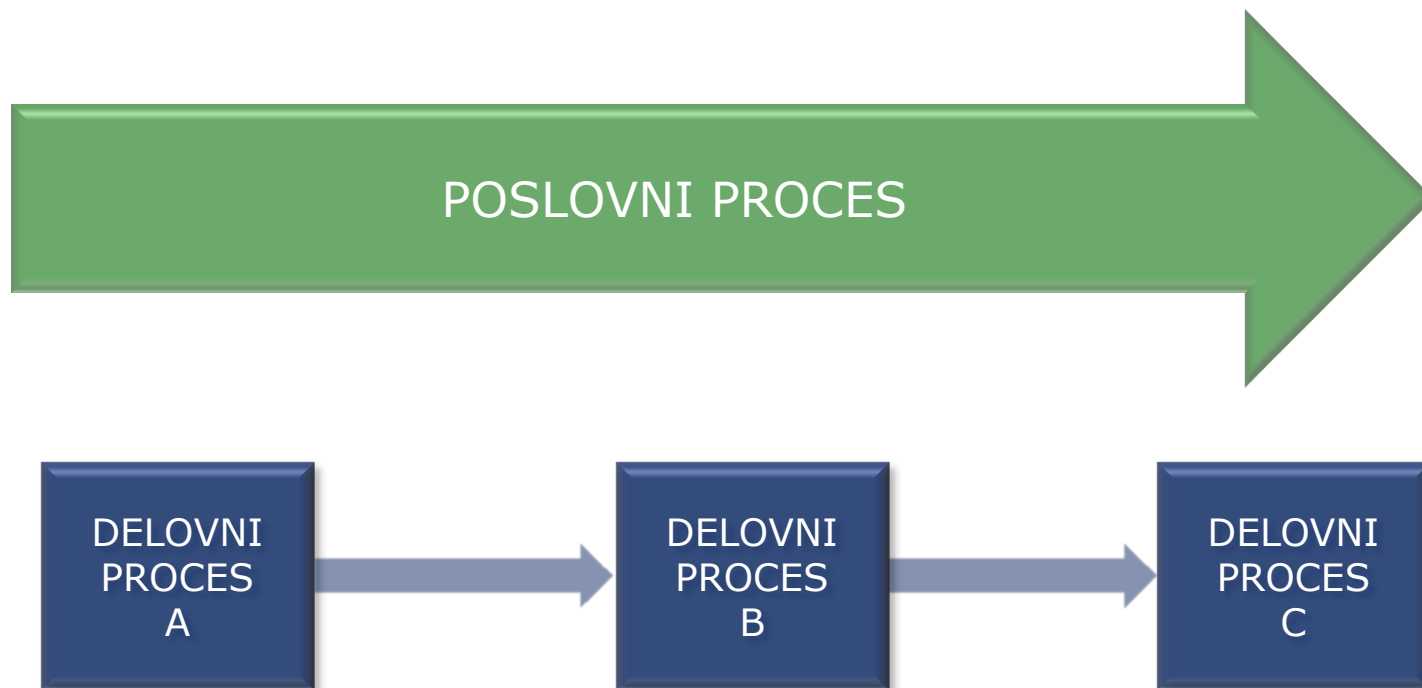 POSLOVNI PROCES
DELOVNI
PROCES
A
DELOVNI
PROCES
B
DELOVNI
PROCES
C